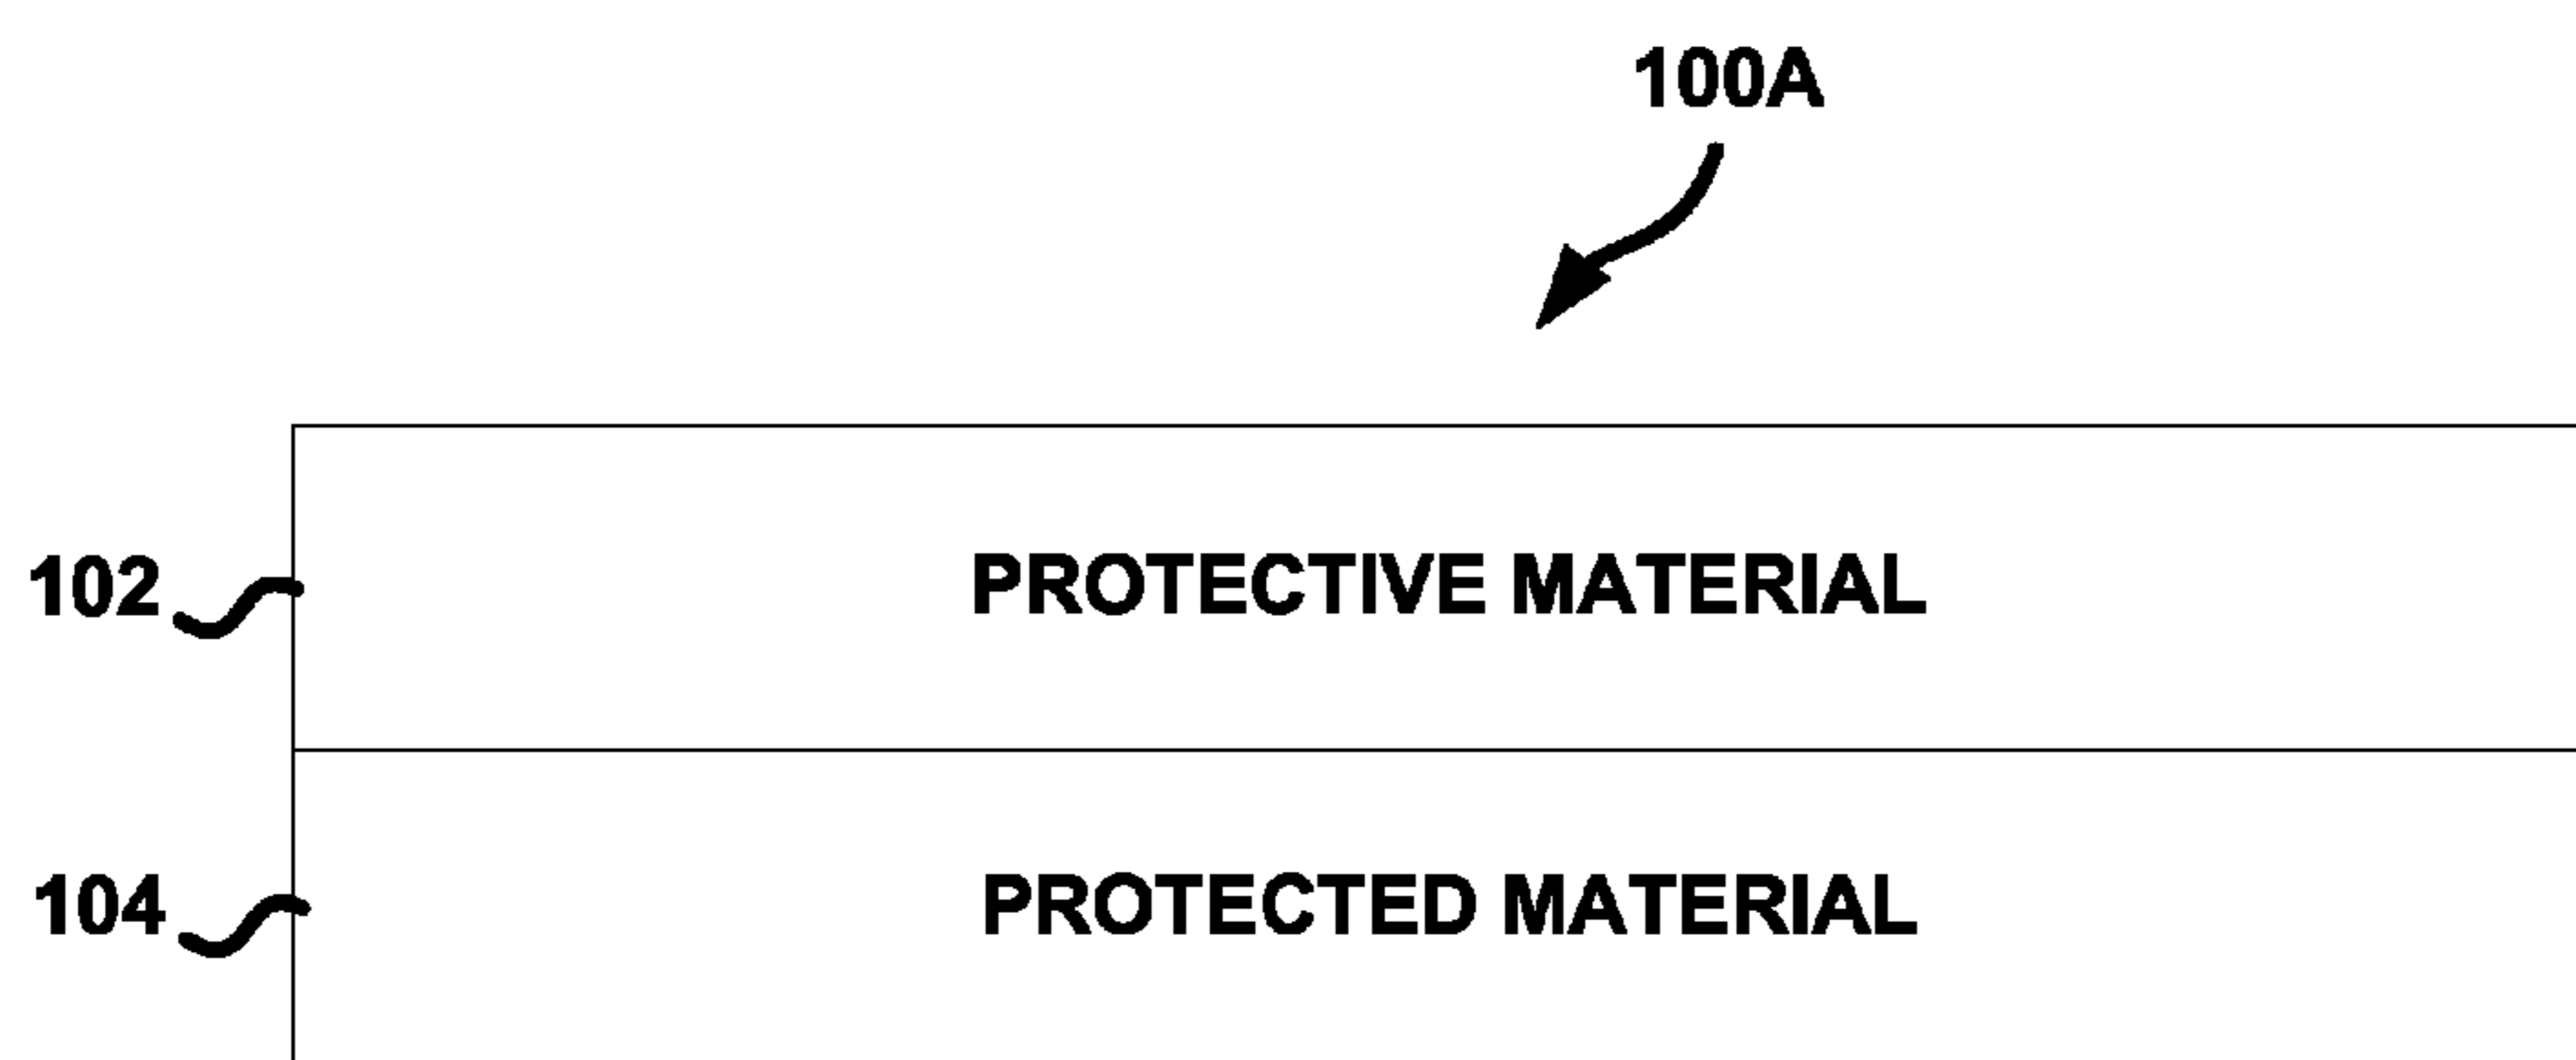 100A
102
PROTECTIVE MATERIAL
104
PROTECTED MATERIAL